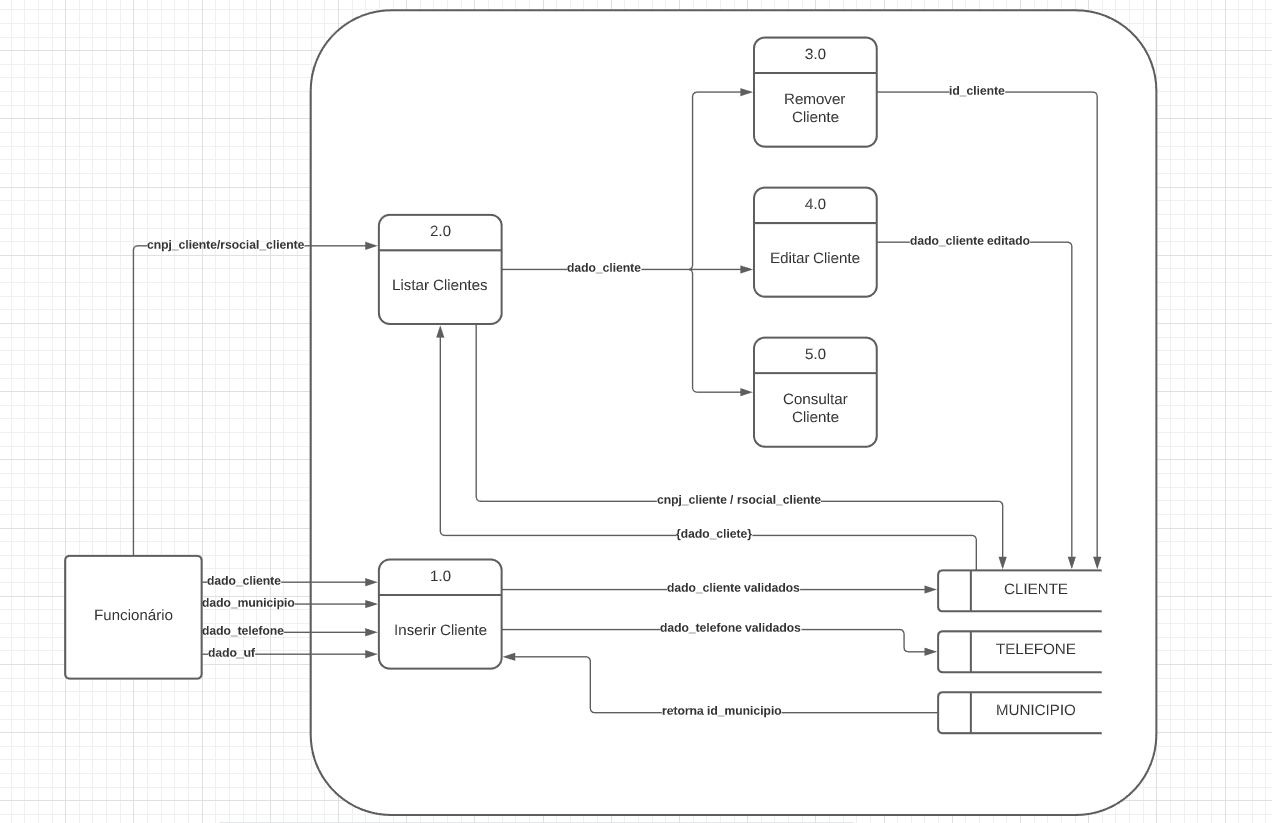 3.0
Remover
Cliente
id_cliente
4.0
Editar Cliente
dado_cliente editado
2.0
Listar Clientes
cnpj_cliente/rsocial_cliente
dado_cliente
5.0
Consultar
Cliente
cnpj_cliente / rsocial_cliente
{dado_cliete}
Funcionário
dado_cliente
dado_municipio
dado_telefone
dado_uf
1.0
Inserir Cliente
dado_cliente validados
dado_telefone validados
retorna id_municipio
CLIENTE
TELEFONE
MUNICIPIO